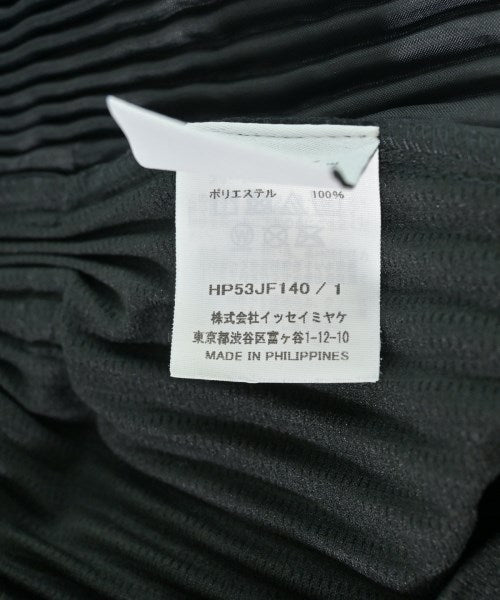 ポリエステル 100%
HP53JF140 / 1
株式会社イッセイミヤケ
東京都渋谷区富ヶ谷1-12-10
MADE IN PHILIPPINES